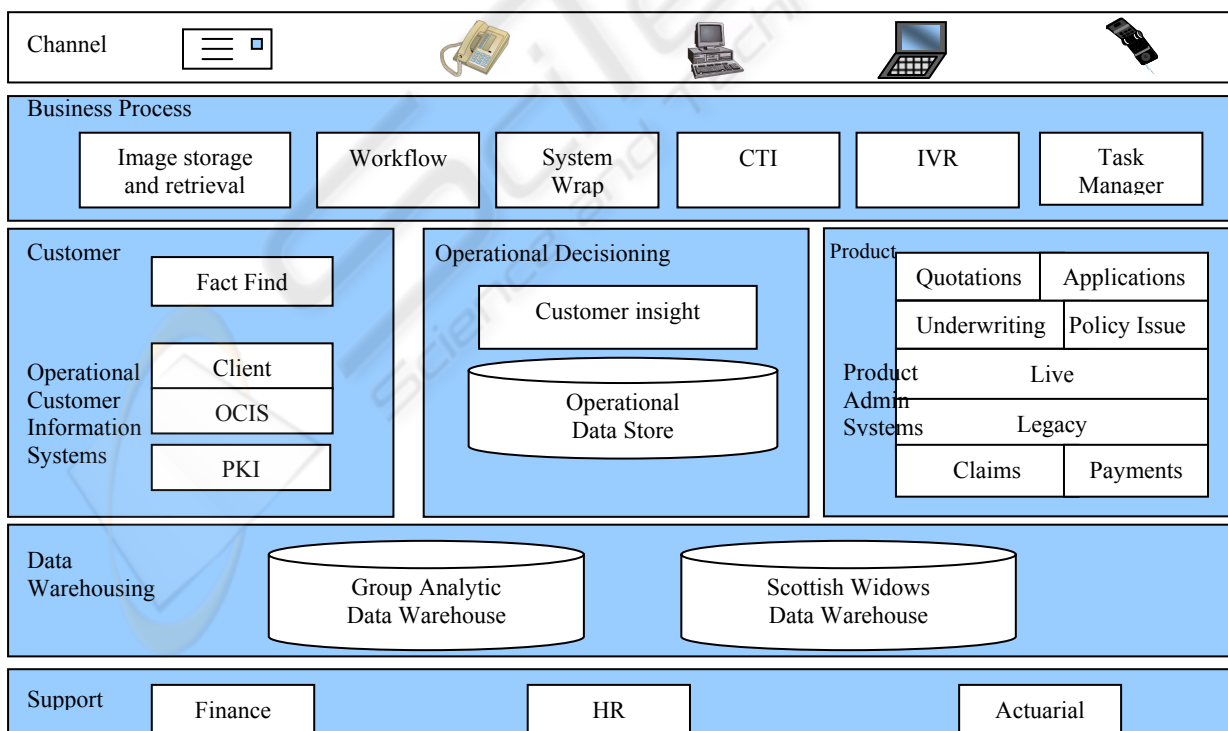 Channel
Business Process
Image storage
and retrieval
Workflow
System
Wrap
CTI
IVR
Task
Manager
Customer
Fact Find
Operational
Customer
Information
Systems
Client
OCIS
PKI
Operational Decisioning
Customer insight
Operational
Data Store
Product
Quotations
Applications
Underwriting
Policy Issue
Product
Admin
Systems
Live
Legacy
Claims
Payments
Data
Warehousing
Group Analytic
Data Warehouse
Scottish Widows
Data Warehouse
Support
Finance
HR
Actuarial
Science and